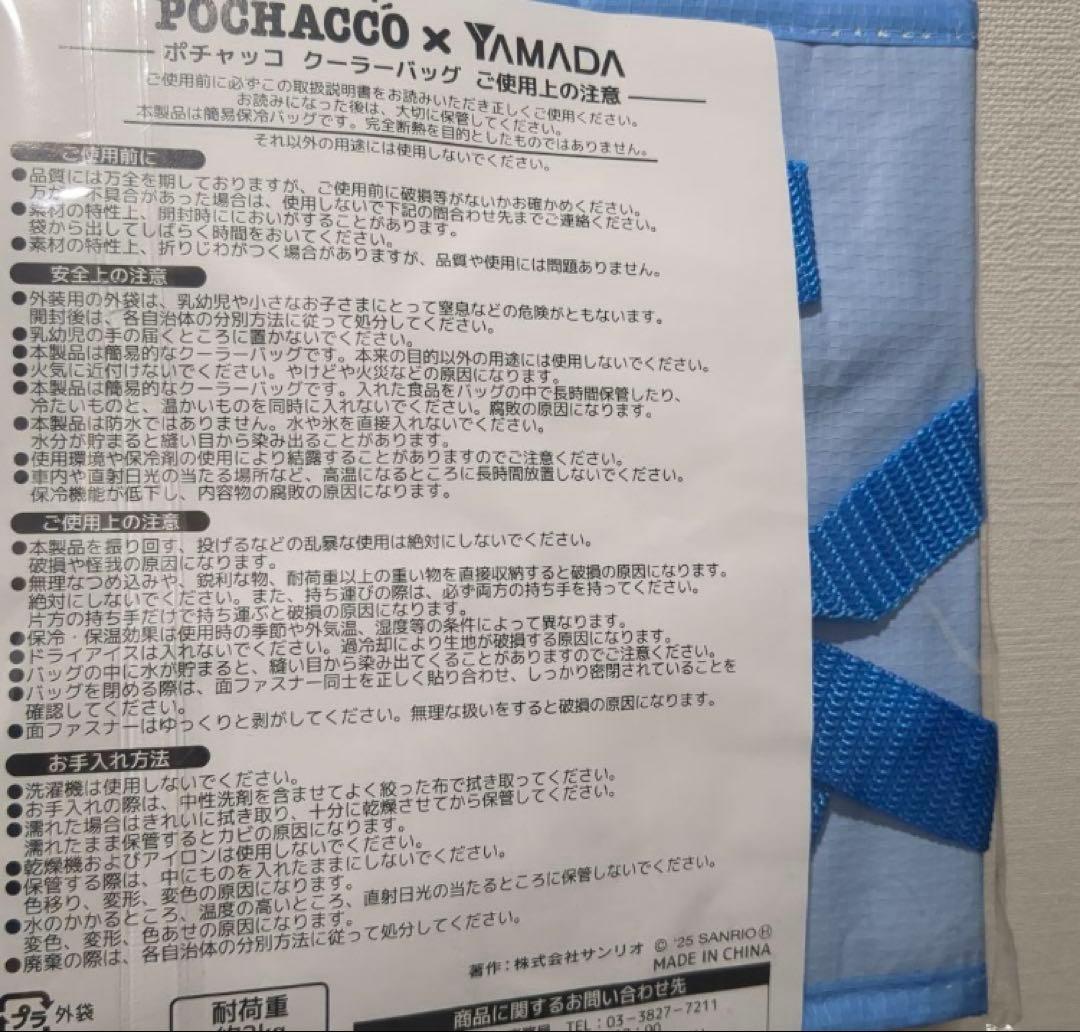 POCHACCO × YAMADA
ポチャッコ クーラーバッグ ご使用上の注意
ご使用前に必ずこの取扱説明書をお読みいただき正しくご使用ください。
お読みになった後は、大切に保管してください。
本製品は簡易保冷バッグです。完全断熱を目的としたものではありません。
それ以外の用途には使用しないでください。
ご使用前に
●品質には万全を期しておりますが、ご使用前に破損等がないかお確かめください。
万が一不具合があった場合は、使用しないで下記の問合わせ先までご連絡ください。
●素材の特性上、開封時ににおいがすることがあります。
袋から出してしばらく時間をおいてください。
●素材の特性上、折りじわがつく場合がありますが、品質や使用には問題ありません。
安全上の注意
●外装用の外袋は、乳幼児や小さなお子さまにとって窒息などの危険がともないます。
開封後は、各自治体の分別方法に従って処分してください。
●乳幼児の手の届くところに置かないでください。
●本製品は簡易的なクーラーバッグです。本来の目的以外の用途には使用しないでください。
●火気に近付けないでください。やけどや火災などの原因になります。
●本製品は簡易的なクーラーバッグです。入れた食品をバッグの中で長時間保管したり、
冷たいものと、温かいものを同時に入れないでください。腐敗の原因になります。
●本製品は防水ではありません。水や氷を直接入れないでください。
水分が貯まると縫い目から染み出ることがあります。
●使用環境や保冷剤の使用により結露することがありますのでご注意ください。
●車内や直射日光の当たる場所など、高温になるところに長時間放置しないでください。
保冷機能が低下し、内容物の腐敗の原因になります。
ご使用上の注意
●本製品を振り回す、投げるなどの乱暴な使用は絶対にしないでください。
破損や怪我の原因になります。
●無理なつめ込みや、鋭利な物、耐荷重以上の重い物を直接収納すると破損の原因になります。
絶対にしないでください。また、持ち運びの際は、必ず両方の持ち手を持ってください。
片方の持ち手だけで持ち運ぶと破損の原因になります。
●保冷・保温効果は使用時の季節や外気温、湿度等の条件によって異なります。
●ドライアイスは入れないでください。過冷却により生地が破損する原因になります。
●バッグの中に水が貯まると、縫い目から染み出てくることがありますのでご注意ください。
●バッグを閉める際は、面ファスナー同士を正しく貼り合わせ、しっかり密閉されていることを
確認してください。
●面ファスナーはゆっくりと剥がしてください。無理な扱いをすると破損の原因になります。
お手入れ方法
●洗濯機は使用しないでください。
●お手入れの際は、中性洗剤を含ませてよく絞った布で拭き取ってください。
●濡れた場合はきれいに拭き取り、十分に乾燥させてから保管してください。
濡れたまま保管するとカビの原因になります。
●乾燥機およびアイロンは使用しないでください。
●保管する際は、中にものを入れたままにしないでください。
色移り、変形、変色の原因になります。
●水のかかるところ、温度の高いところ、直射日光の当たるところに保管しないでください。
変色、変形、色あせの原因になります。
●廃棄の際は、各自治体の分別方法に従って処分してください。
著作：株式会社サンリオ © '25 SANRIO®
MADE IN CHINA
プラ 外袋
耐荷重
商品に関するお問い合わせ先
TEL：03-3827-7211